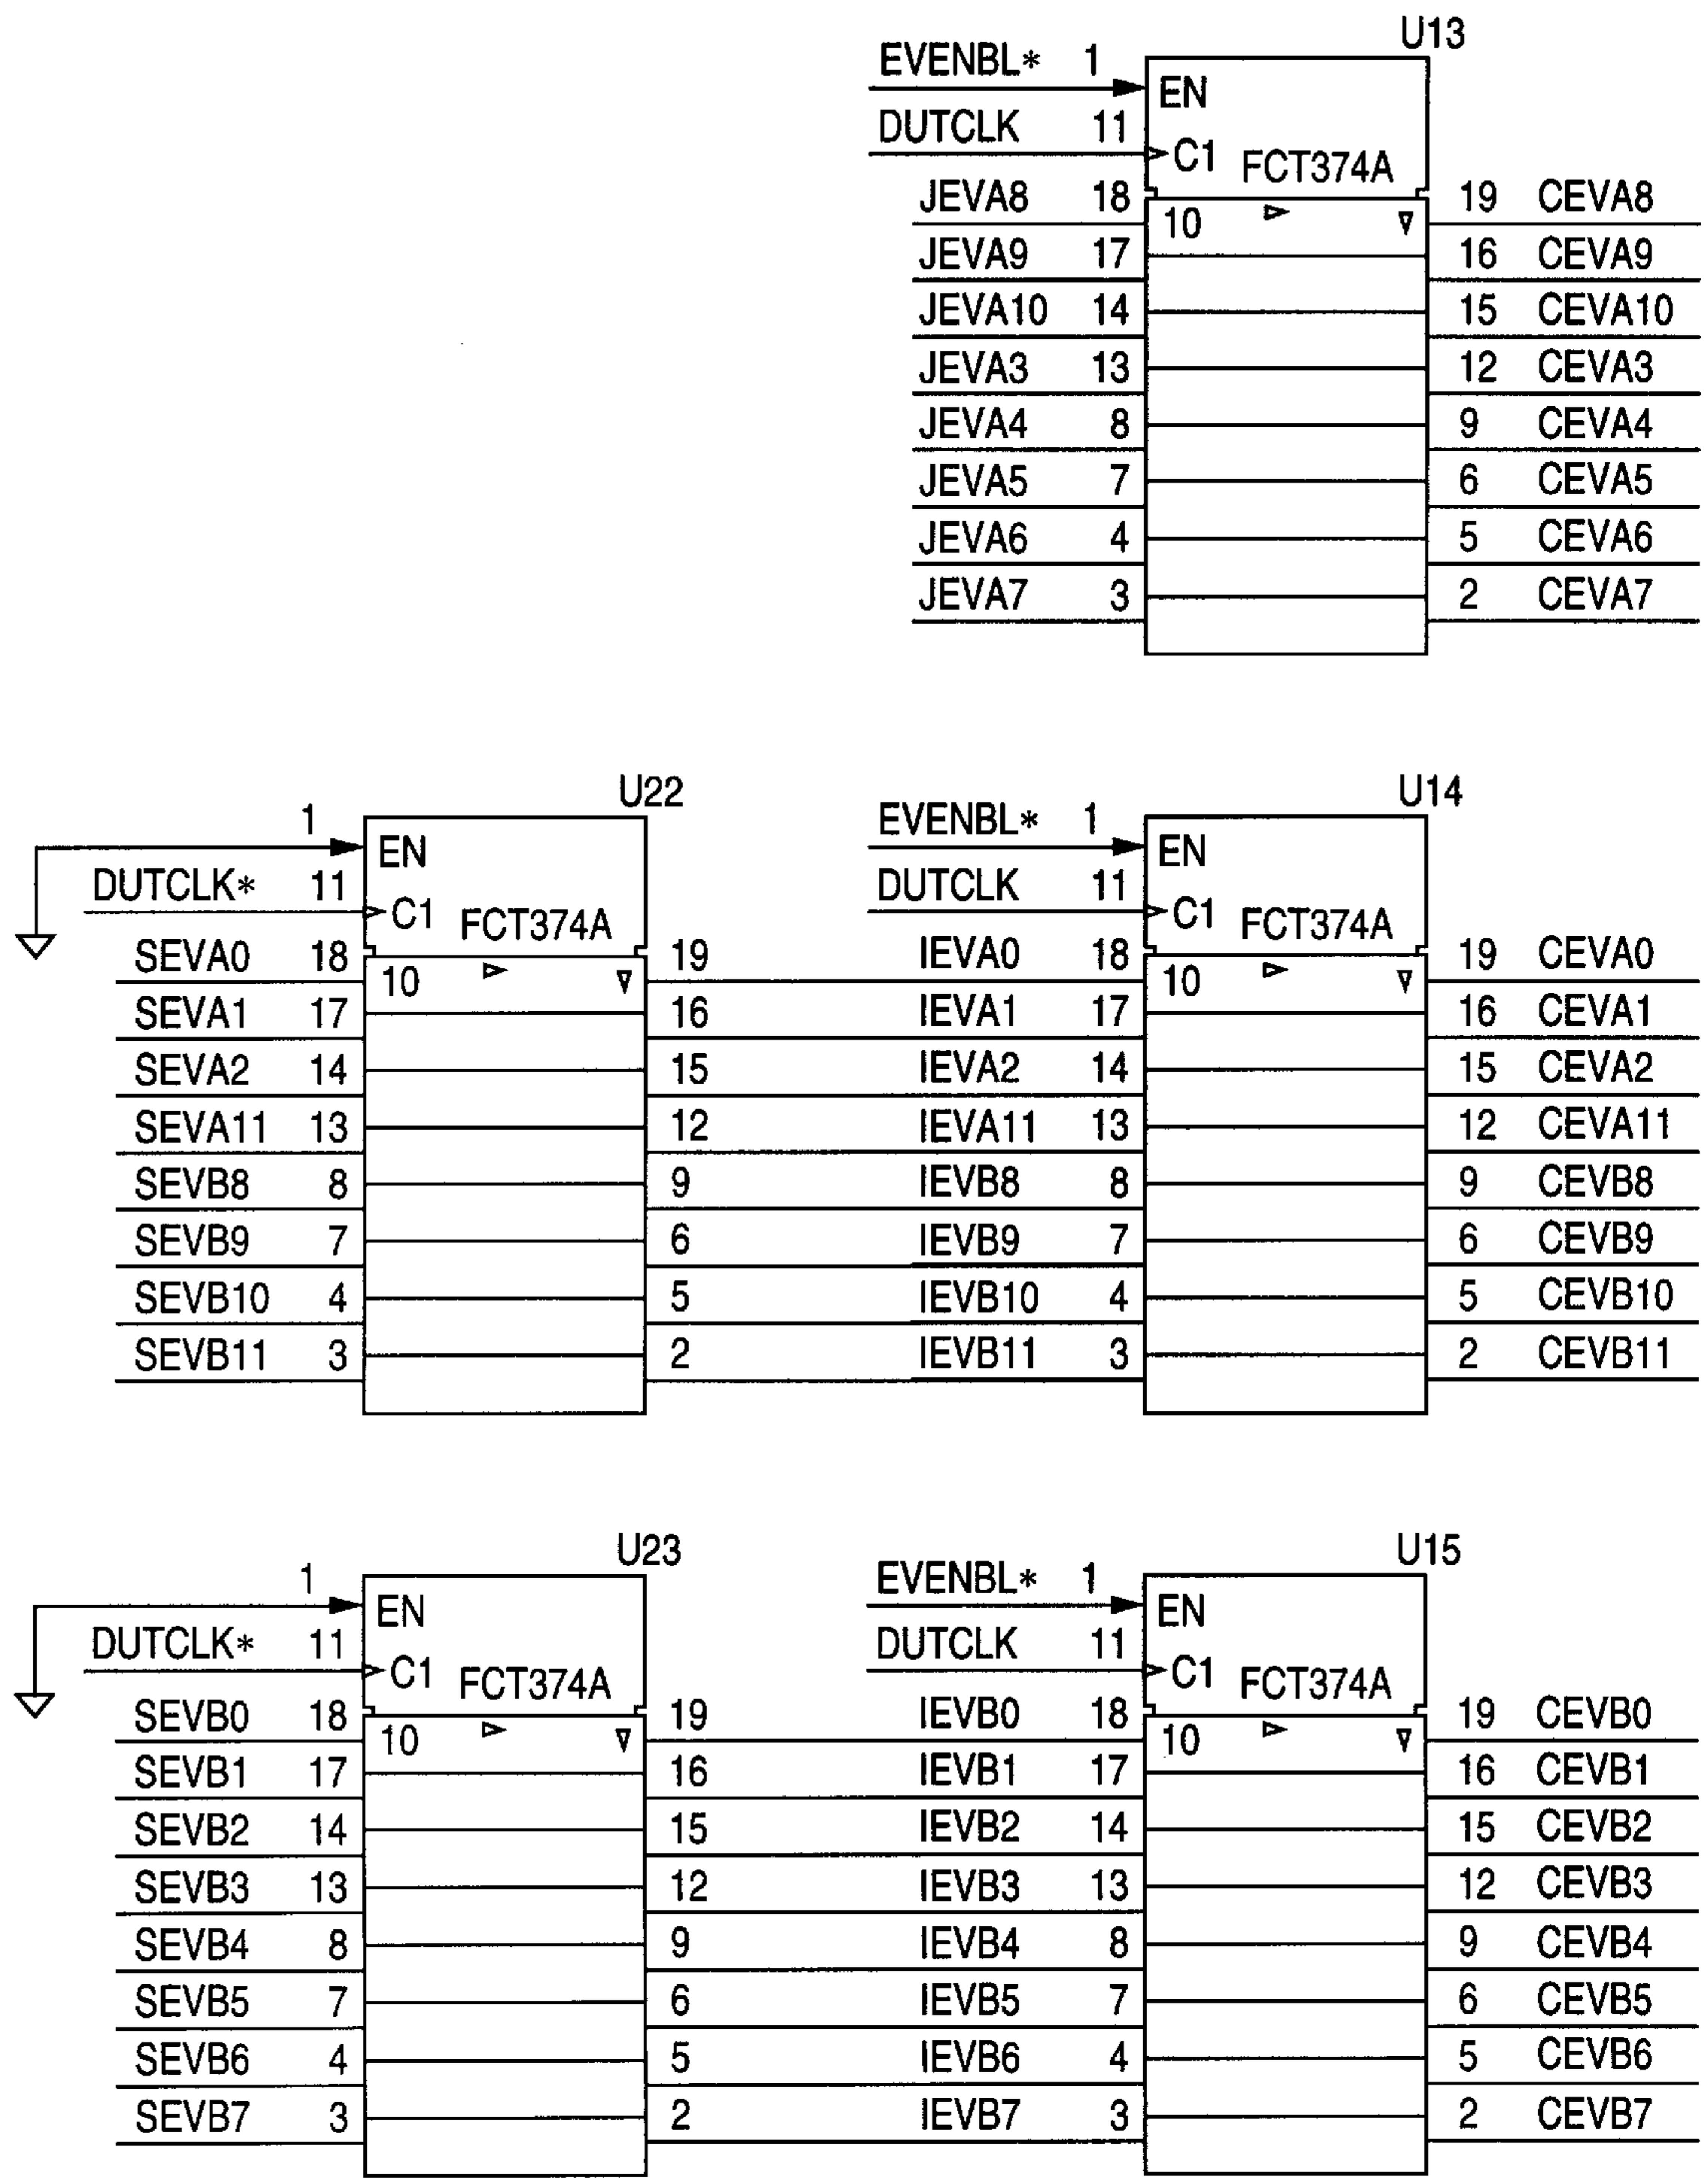 U13
EVENBL* 1
EN
DUTCLK 11
C1 FCT374A
JEVA8 18 19 CEVA8
10
JEVA9 17 16 CEVA9
JEVA10 14 15 CEVA10
JEVA3 13 12 CEVA3
JEVA4 8 9 CEVA4
JEVA5 7 6 CEVA5
JEVA6 4 5 CEVA6
JEVA7 3 2 CEVA7
U22 U14
1 EVENBL* 1
EN EN
DUTCLK* 11 DUTCLK 11
C1 FCT374A C1 FCT374A
SEVA0 18 19 IEVA0 18 19 CEVA0
10 10
SEVA1 17 16 IEVA1 17 16 CEVA1
SEVA2 14 15 IEVA2 14 15 CEVA2
SEVA11 13 12 IEVA11 13 12 CEVA11
SEVB8 8 9 IEVB8 8 9 CEVB8
SEVB9 7 6 IEVB9 7 6 CEVB9
SEVB10 4 5 IEVB10 4 5 CEVB10
SEVB11 3 2 IEVB11 3 2 CEVB11
U23 U15
1 EVENBL* 1
EN EN
DUTCLK* 11 DUTCLK 11
C1 FCT374A C1 FCT374A
SEVB0 18 19 IEVB0 18 19 CEVB0
10 10
SEVB1 17 16 IEVB1 17 16 CEVB1
SEVB2 14 15 IEVB2 14 15 CEVB2
SEVB3 13 12 IEVB3 13 12 CEVB3
SEVB4 8 9 IEVB4 8 9 CEVB4
SEVB5 7 6 IEVB5 7 6 CEVB5
SEVB6 4 5 IEVB6 4 5 CEVB6
SEVB7 3 2 IEVB7 3 2 CEVB7